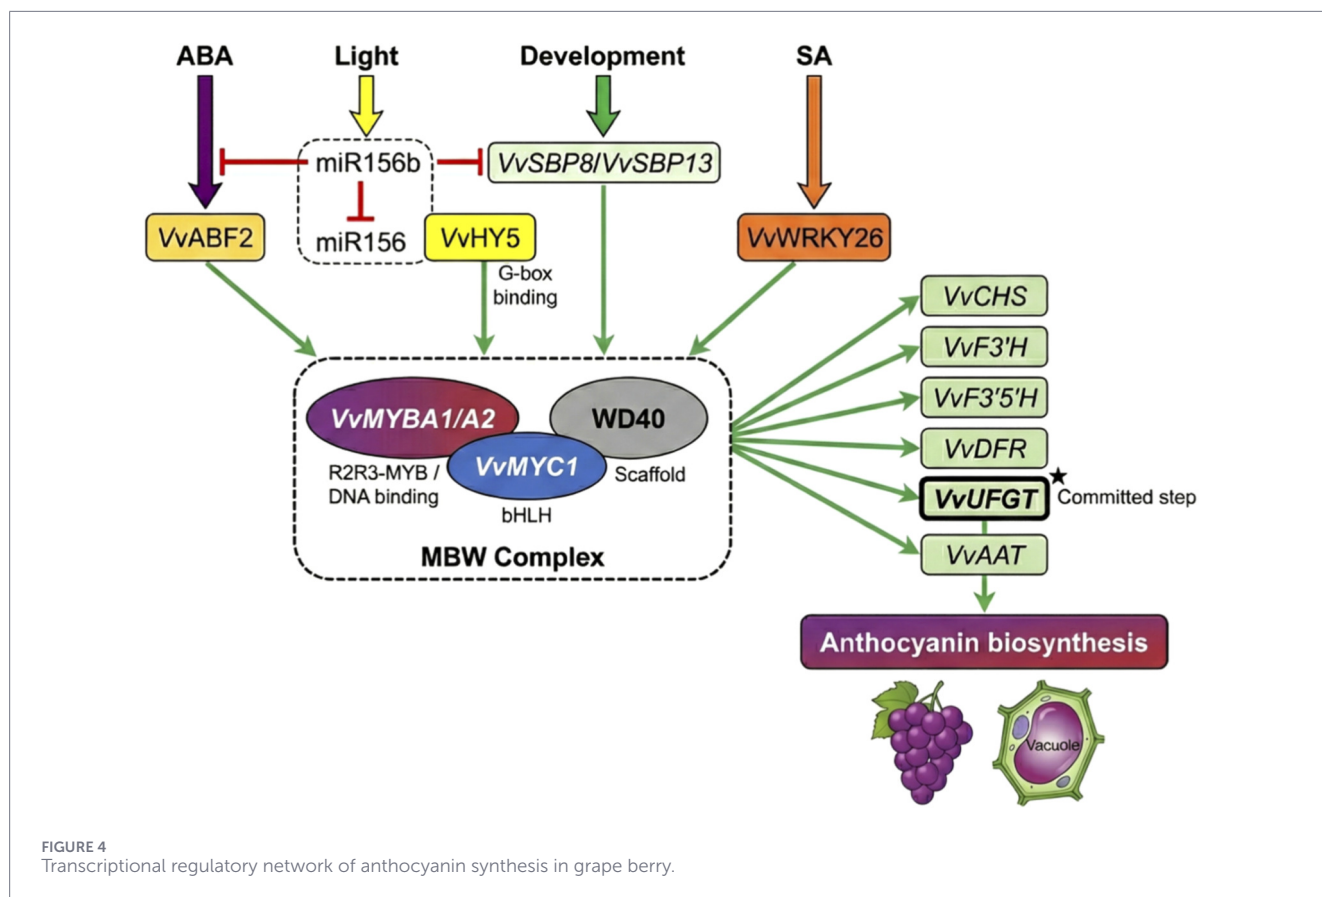 ABA
Light
Development
SA
miR156b
VvSBP8/VvSBP13
miR156
VvABF2
VvHY5
VvWRKY26
G-box
binding
VvCHS
VvF3'H
VvF3'5'H
VvDFR
VvUFGT
★
Committed step
VvAAT
VvMYBA1/A2
WD40
VvMYC1
R2R3-MYB /
DNA binding
Scaffold
bHLH
MBW Complex
Anthocyanin biosynthesis
Vacuole
FIGURE 4
Transcriptional regulatory network of anthocyanin synthesis in grape berry.